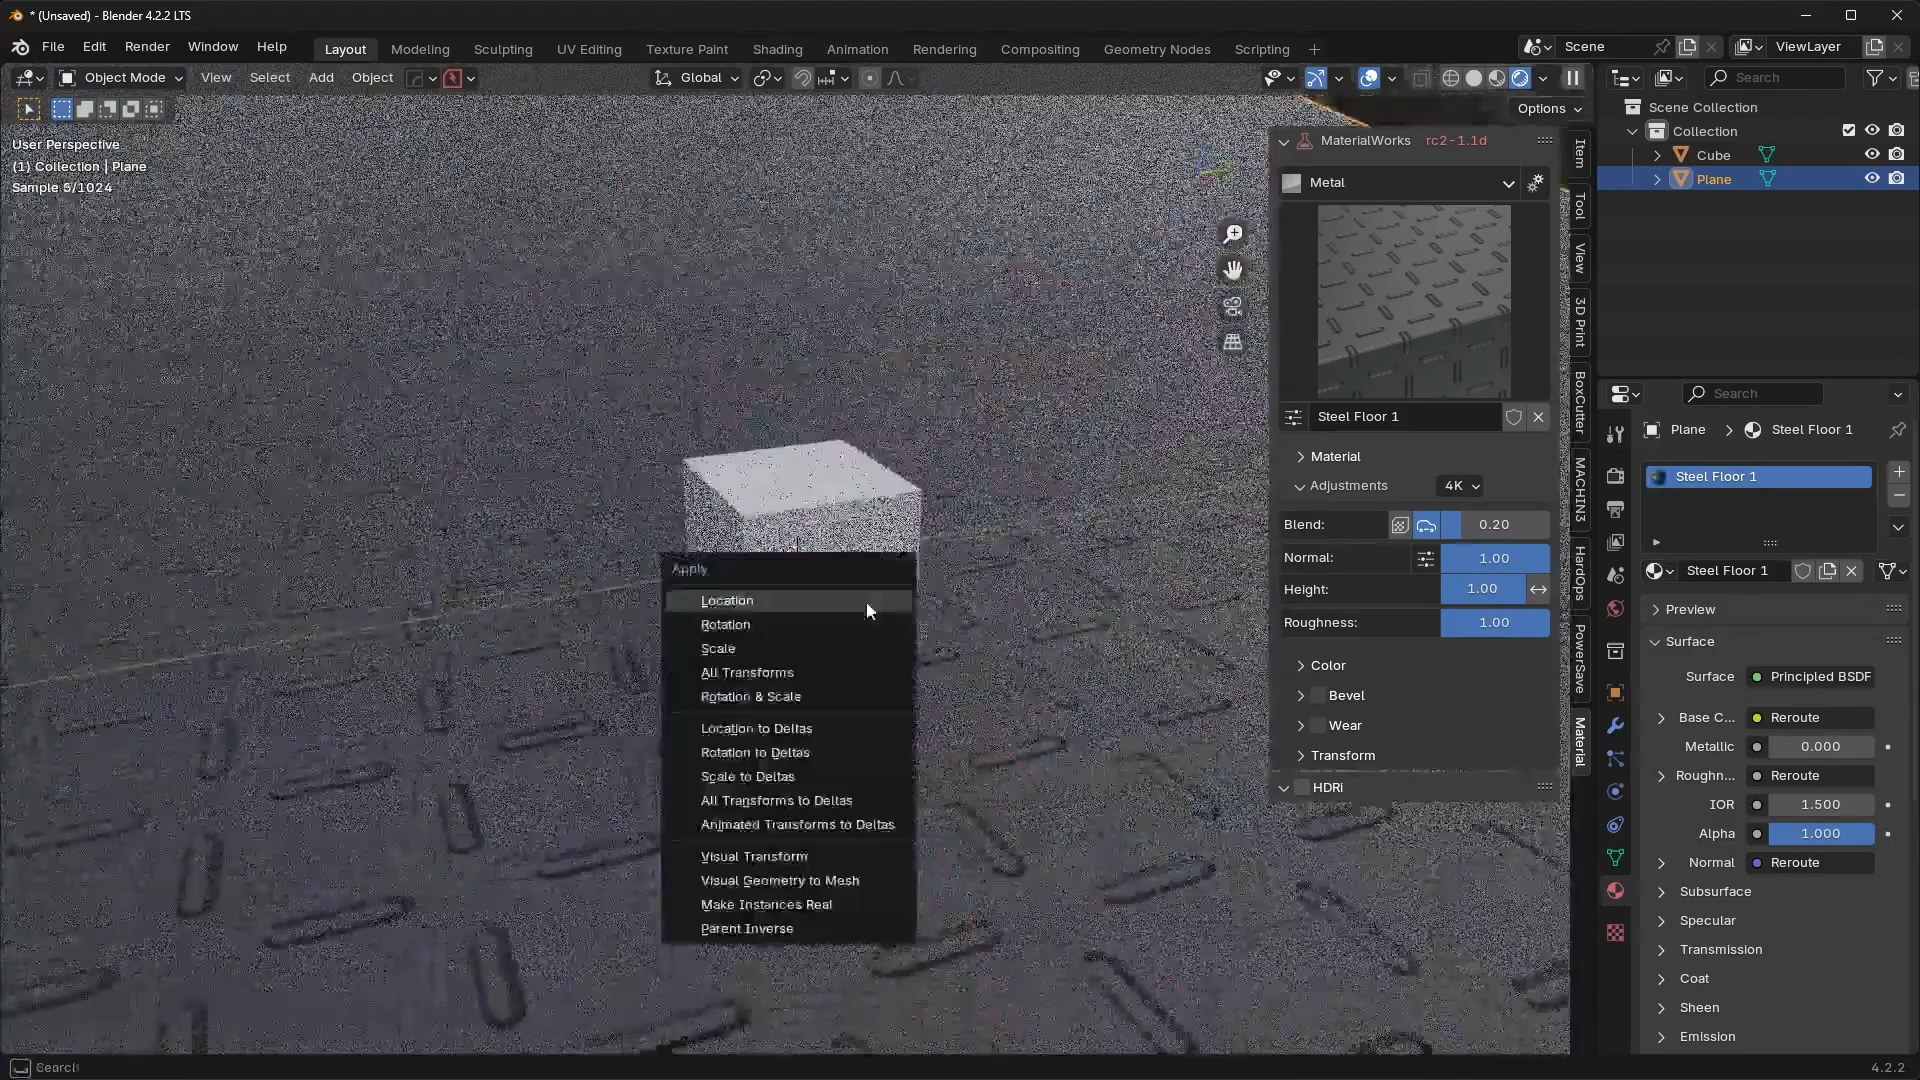 * (Unsaved) - Blender 4.2.2 LTS
File Edit Render Window Help
Layout Modeling Sculpting UV Editing Texture Paint Shading Animation Rendering Compositing Geometry Nodes Scripting +
Scene
ViewLayer
Object Mode View Select Add Object
Global
Search
Options
User Perspective
(1) Collection | Plane
Sample 5/1024
Scene Collection
Collection
Cube
Plane
MaterialWorks rc2-1.1d
Metal
Steel Floor 1
Material
Adjustments 4K
Blend: 0.20
Normal: 1.00
Height: 1.00
Roughness: 1.00
Color
Bevel
Wear
Transform
HDRi
Item
Tool
View
3D Print
BoxCutter
MACHIN3
HardOps
PowerSave
Material
Apply
Location
Rotation
Scale
All Transforms
Rotation & Scale
Location to Deltas
Rotation to Deltas
Scale to Deltas
All Transforms to Deltas
Animated Transforms to Deltas
Visual Transform
Visual Geometry to Mesh
Make Instances Real
Parent Inverse
Search
Plane > Steel Floor 1
Steel Floor 1
Steel Floor 1
Preview
Surface
Surface Principled BSDF
Base C... Reroute
Metallic 0.000
Roughn... Reroute
IOR 1.500
Alpha 1.000
Normal Reroute
Subsurface
Specular
Transmission
Coat
Sheen
Emission
Search
4.2.2